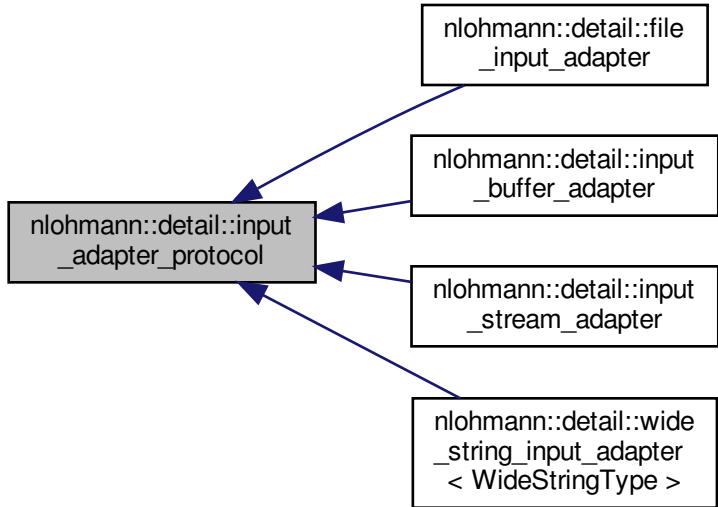 nlohmann::detail::file
_input_adapter
nlohmann::detail::input
_buffer_adapter
nlohmann::detail::input
_adapter_protocol
nlohmann::detail::input
_stream_adapter
nlohmann::detail::wide
_string_input_adapter
< WideStringType >